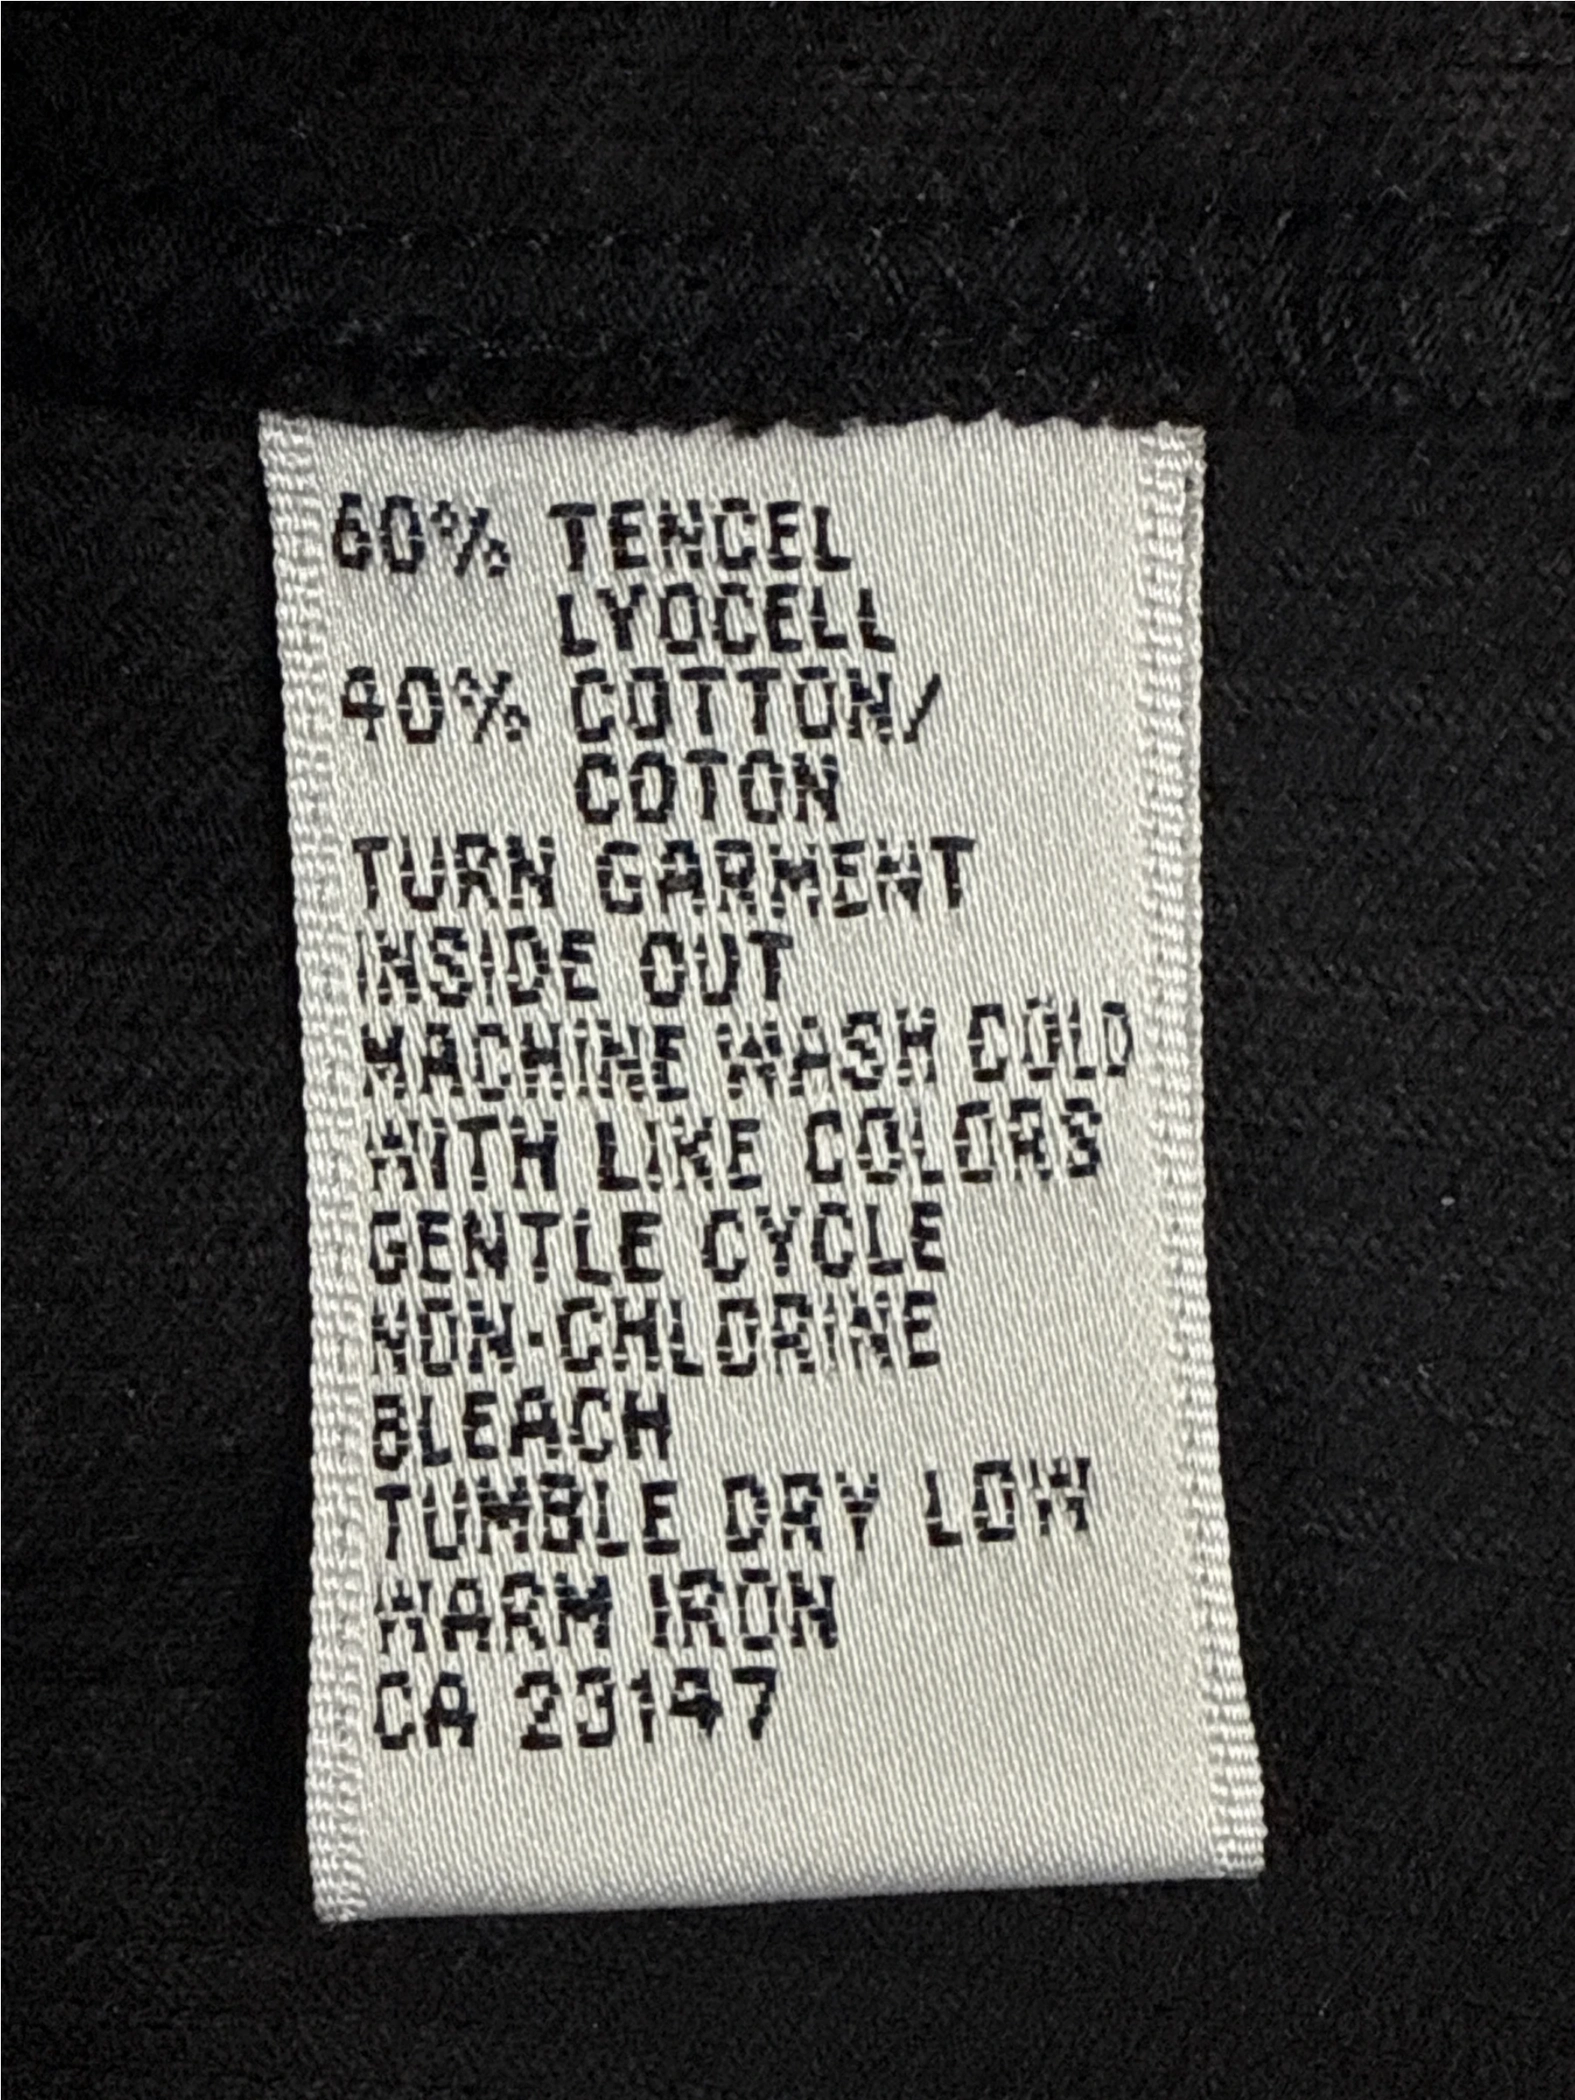 60% TENCEL
LYOCELL
40% COTTON/
COTON
TURN GARMENT
INSIDE OUT
MACHINE WASH COLD
WITH LIKE COLORS
GENTLE CYCLE
NON-CHLORINE
BLEACH
TUMBLE DRY LOW
WARM IRON
CA 23147